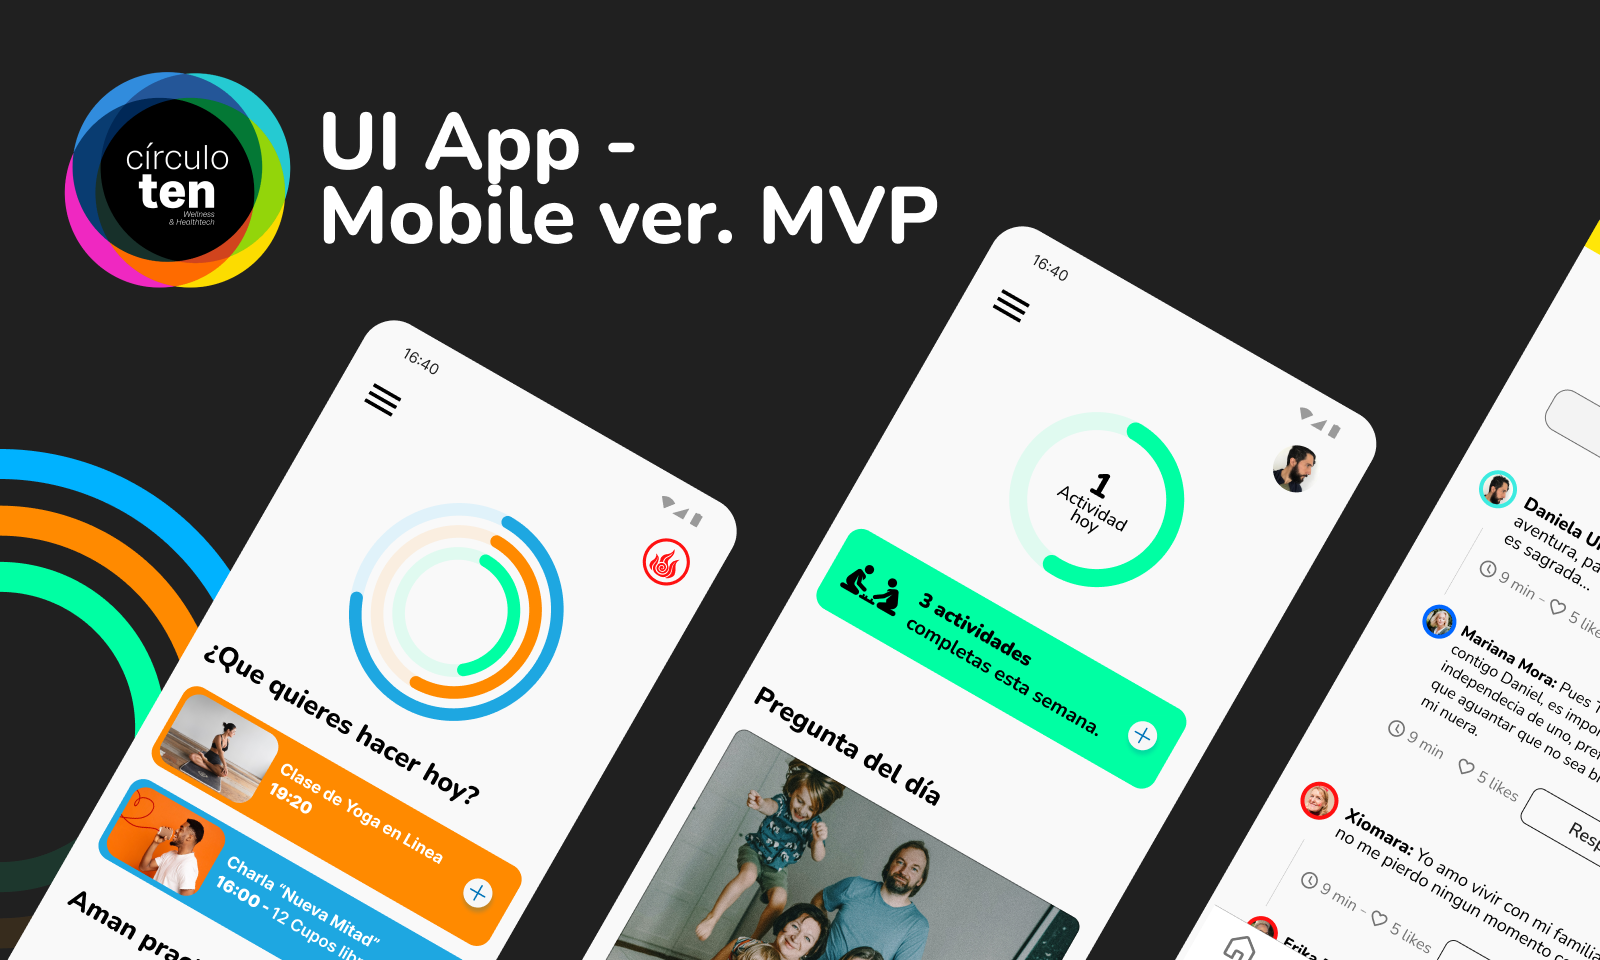 círculo
ten
Wellness
& Healthtech
UI App -
Mobile ver. MVP
16:40
¿Que quieres hacer hoy?
Clase de Yoga en Linea
19:20
Charla “Nueva Mitad”
16:00 - 12 Cupos
Aman
16:40
1
Actividad
hoy
3 actividades
completas esta semana.
Pregunta del día
Daniela
aventura,
es sagrada...
9 min - 5
Mariana Mora: Pues
contigo Daniel, es
independecia de uno,
que aguantar que no sea
mi nuera.
9 min 5 likes
Xiomara: Yo amo vivir con mi familia
no me pierdo ningun momento
9 min - 5 likes
Erika